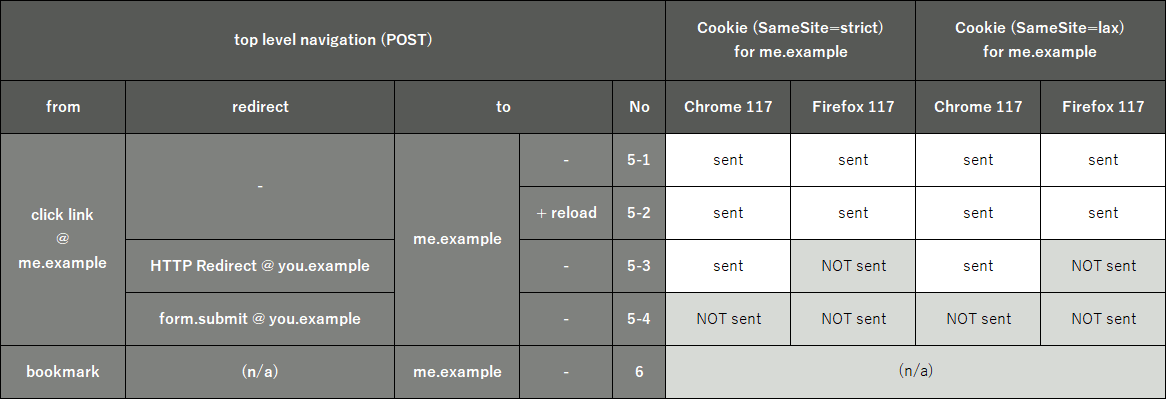 top level navigation (POST)
Cookie (SameSite=strict)
for me.example
Cookie (SameSite=lax)
for me.example
from
redirect
to
No
Chrome 117
Firefox 117
Chrome 117
Firefox 117
click link
@
me.example
-
me.example
-
5-1
sent
sent
sent
sent
+ reload
5-2
sent
sent
sent
sent
HTTP Redirect @ you.example
-
5-3
sent
NOT sent
sent
NOT sent
form.submit @ you.example
-
5-4
NOT sent
NOT sent
NOT sent
NOT sent
bookmark
(n/a)
me.example
-
6
(n/a)